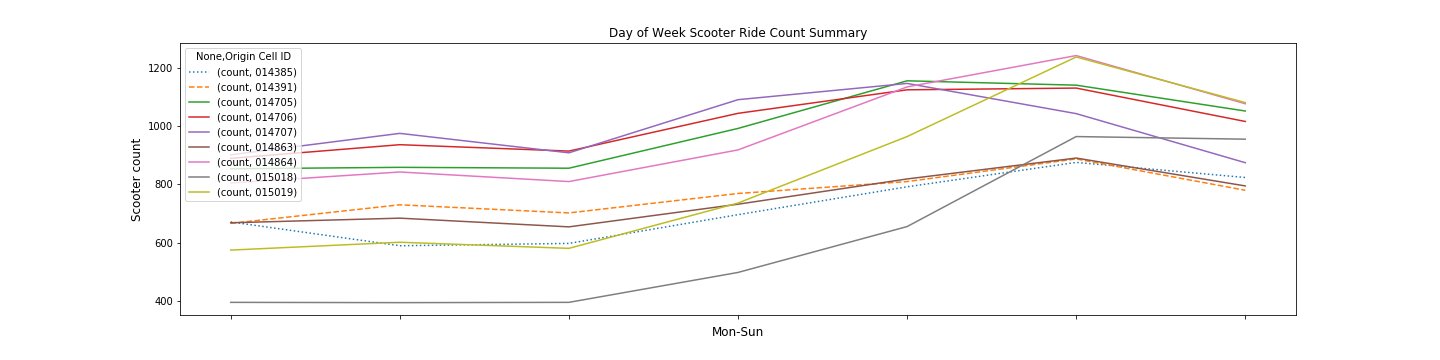 Day of Week Scooter Ride Count Summary
None,Origin Cell ID
(count, 014385)
(count, 014391)
(count, 014705)
(count, 014706)
(count, 014707)
(count, 014863)
(count, 014864)
(count, 015018)
(count, 015019)
1200
1000
800
600
400
Scooter count
Mon-Sun